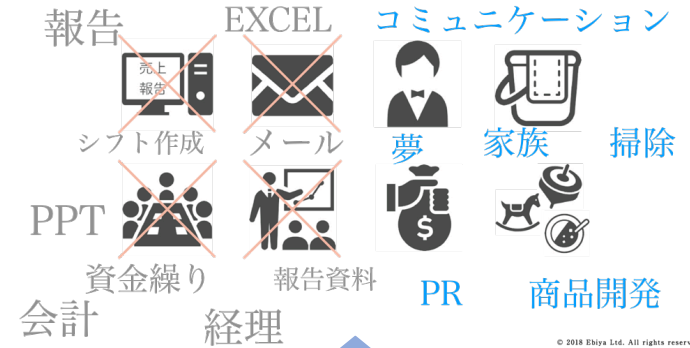 報告
EXCEL
コミュニケーション
売上
報告
シフト作成
メール
夢
家族
掃除
PPT
資金繰り
報告資料
PR
商品開発
会計
経理
© 2018 Ebiya Ltd. All rights reserv